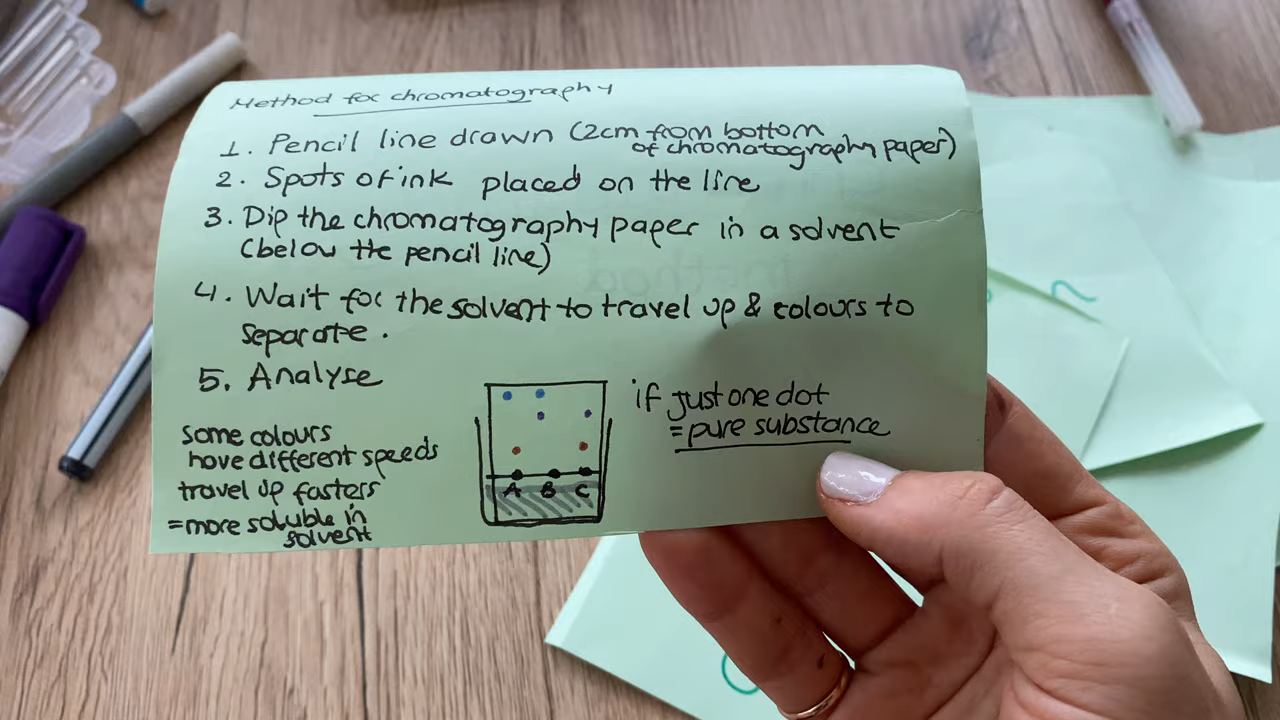 Method for chromatography
1. Pencil line drawn (2cm from bottom
of chromatography paper)
2. Spots of ink placed on the line
3. Dip the chromatography paper in a solvent
(below the pencil line)
4. Wait for the solvent to travel up & colours to
separate.
5. Analyse
some colours
have different speeds
travel up fasters
=more soluble in
solvent
A B C
if just one dot
=pure substance